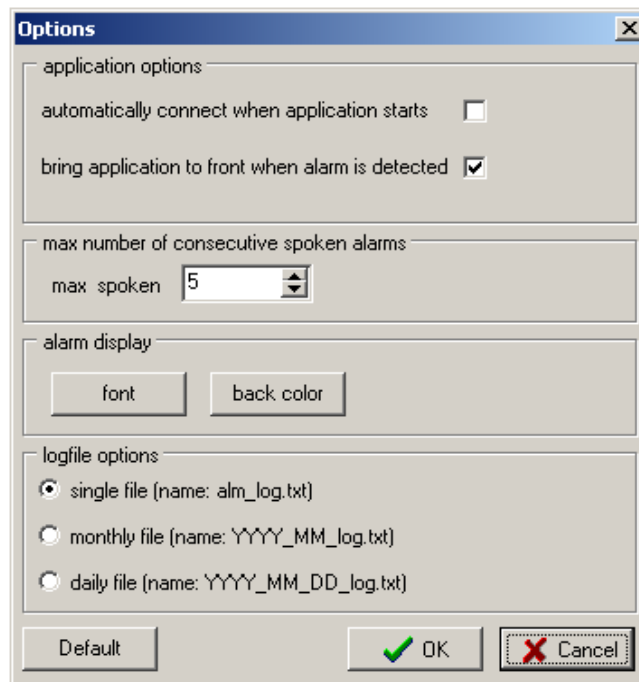 Options
application options
automatically connect when application starts
bring application to front when alarm is detected
max number of consecutive spoken alarms
max spoken 5
alarm display
font back color
logfile options
single file (name: alm_log.txt)
monthly file (name: YYYY_MM_log.txt)
daily file (name: YYYY_MM_DD_log.txt)
Default OK Cancel